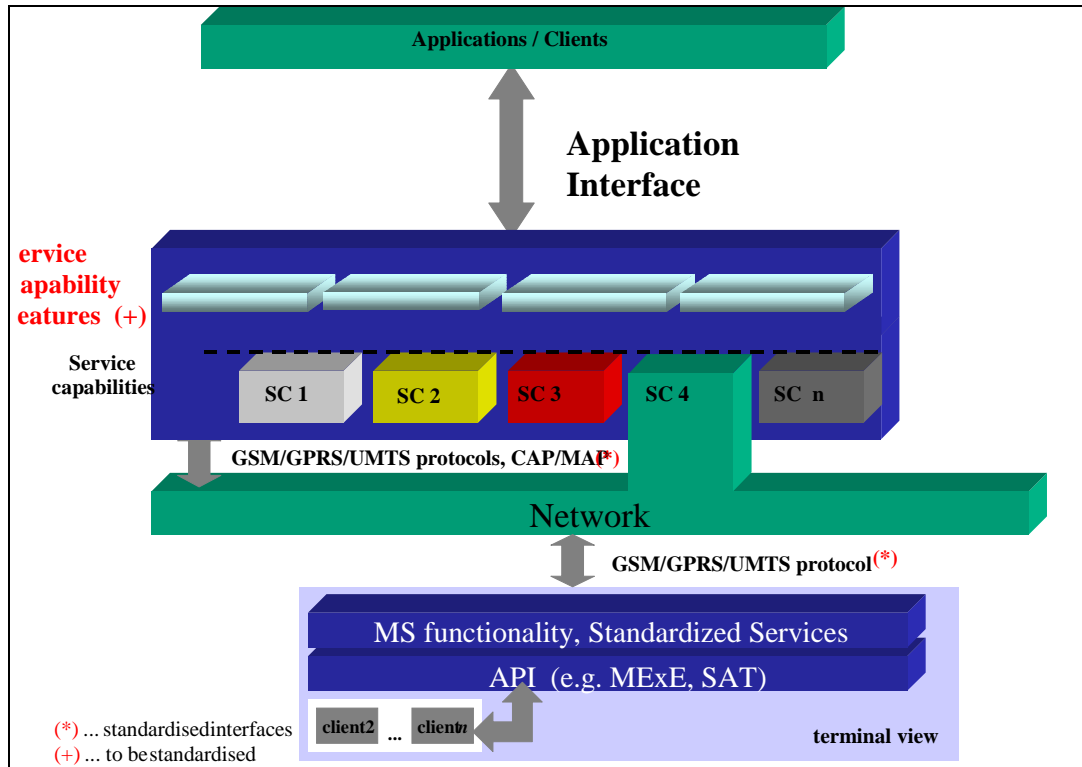 Applications / Clients
Application
Interface
ervice
apability
eatures (+)
Service
capabilities
SC 1
SC 2
SC 3
SC 4
SC n
GSM/GPRS/UMTS protocols, CAP/MAP(*)
Network
GSM/GPRS/UMTS protocol(*)
MS functionality, Standardized Services
API (e.g. MExE, SAT)
client2 ... clientn
(*) ... standardisedinterfaces
(+) ... to bestandardised
terminal view